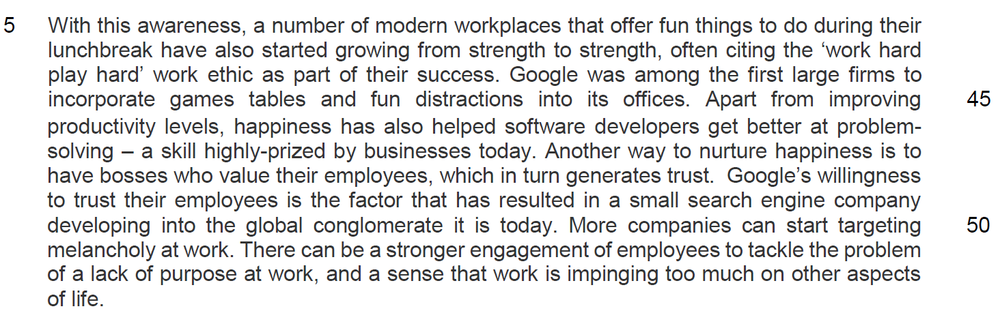 5 With this awareness, a number of modern workplaces that offer fun things to do during their
lunchbreak have also started growing from strength to strength, often citing the ‘work hard
play hard’ work ethic as part of their success. Google was among the first large firms to
incorporate games tables and fun distractions into its offices. Apart from improving 45
productivity levels, happiness has also helped software developers get better at problem-
solving – a skill highly-prized by businesses today. Another way to nurture happiness is to
have bosses who value their employees, which in turn generates trust. Google’s willingness
to trust their employees is the factor that has resulted in a small search engine company
developing into the global conglomerate it is today. More companies can start targeting 50
melancholy at work. There can be a stronger engagement of employees to tackle the problem
of a lack of purpose at work, and a sense that work is impinging too much on other aspects
of life.